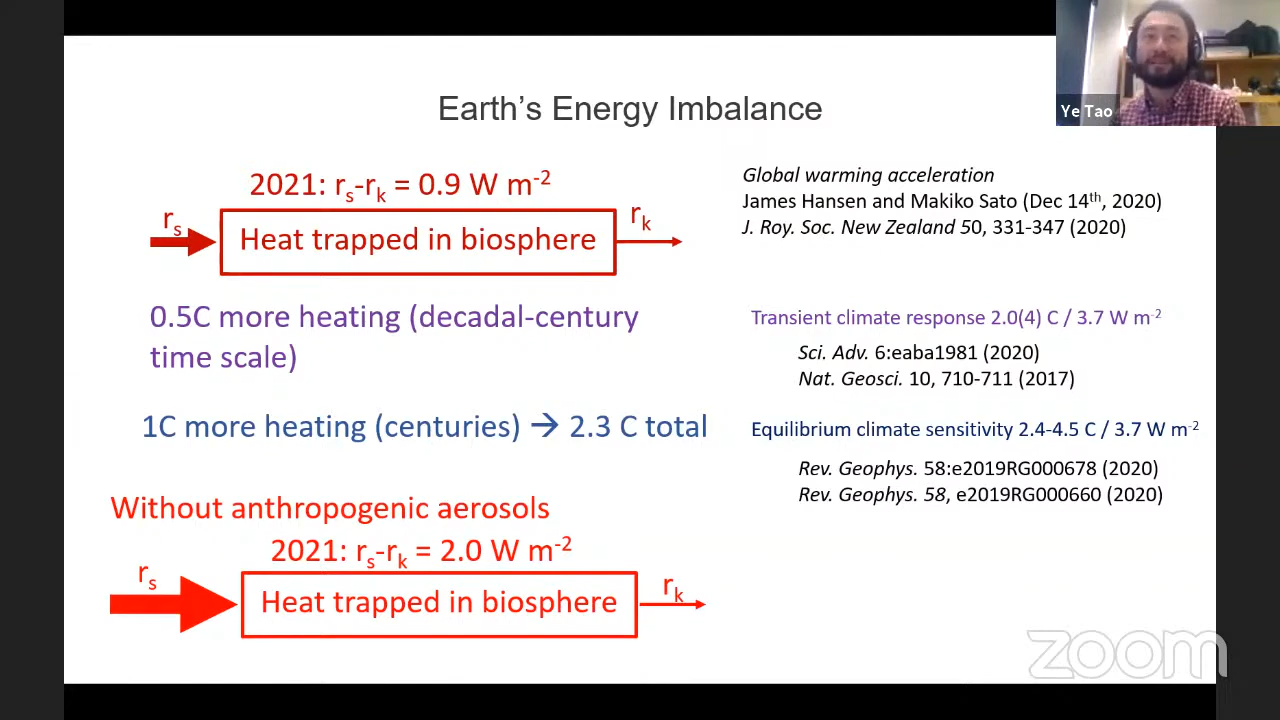 Earth's Energy Imbalance
Ye Tao
2021: rs-rk = 0.9 W m-2
rs
Heat trapped in biosphere
rk
Global warming acceleration
James Hansen and Makiko Sato (Dec 14th, 2020)
J. Roy. Soc. New Zealand 50, 331-347 (2020)
0.5C more heating (decadal-century
time scale)
Transient climate response 2.0(4) C / 3.7 W m-2
Sci. Adv. 6:eaba1981 (2020)
Nat. Geosci. 10, 710-711 (2017)
1C more heating (centuries) → 2.3 C total
Equilibrium climate sensitivity 2.4-4.5 C / 3.7 W m-2
Rev. Geophys. 58:e2019RG000678 (2020)
Rev. Geophys. 58, e2019RG000660 (2020)
Without anthropogenic aerosols
2021: rs-rk = 2.0 W m-2
rs
Heat trapped in biosphere
rk
zoom